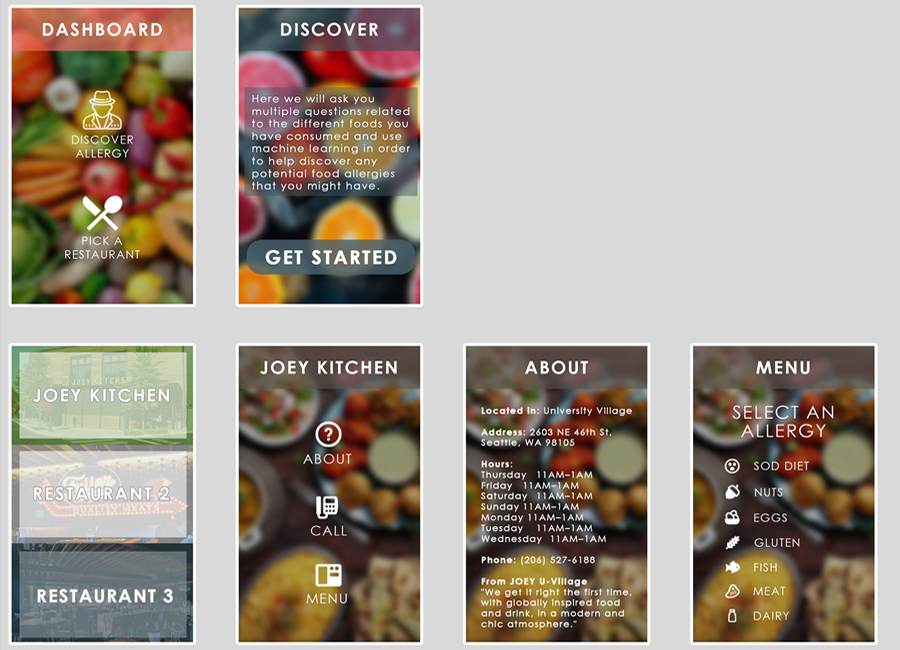 DASHBOARD
DISCOVER
ALLERGY
PICK A
RESTAURANT
DISCOVER
Here we will ask you
multiple questions related
to the different foods you
have consumed and use
machine learning in order
to help discover any
potential food allergies
that you might have.
GET STARTED
JOEY KITCHEN
JOEY KITCHEN
RESTAURANT 2
RESTAURANT 3
JOEY KITCHEN
ABOUT
CALL
MENU
ABOUT
Located in: University Village
Address: 2603 NE 46th St,
Seattle, WA 98105
Hours:
Thursday 11AM–1AM
Friday 11AM–1AM
Saturday 11AM–1AM
Sunday 11AM–1AM
Monday 11AM–1AM
Tuesday 11AM–1AM
Wednesday 11AM–1AM
Phone: (206) 527-6188
From JOEY U-Village
"We get it right the first time,
with globally inspired food
and drink, in a modern and
chic atmosphere."
MENU
SELECT AN
ALLERGY
SOD DIET
NUTS
EGGS
GLUTEN
FISH
MEAT
DAIRY